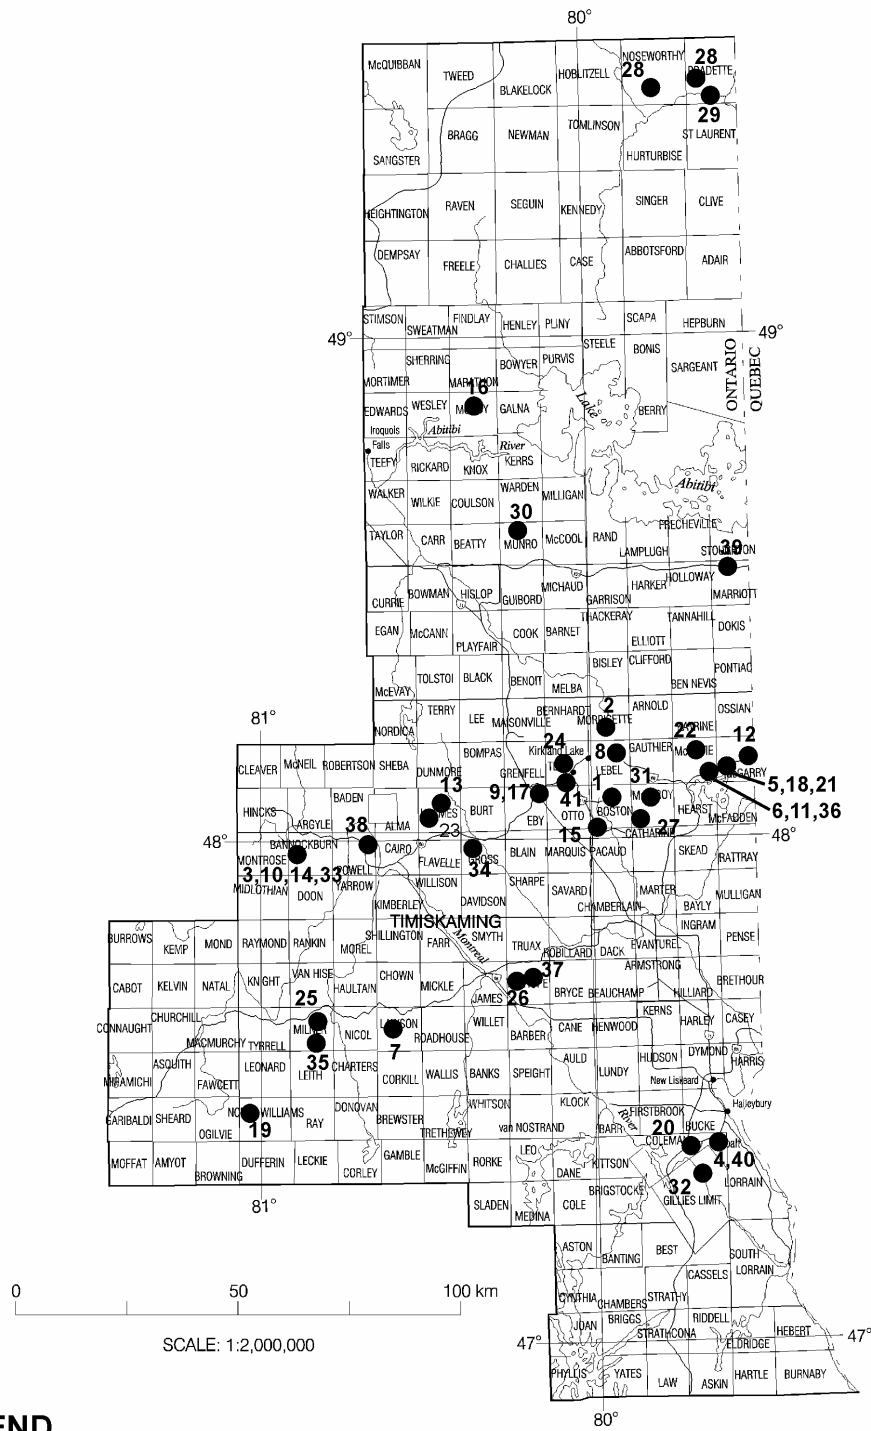 80°
NOSEWORTHY 28
McQUIBBAN TWEED BLAKELOCK HOBLITZELL 28
29
BRAGG NEWMAN TOMLINSON ST LAURENT
SANGSTER HURTURBISE
HEIGHTINGTON RAVEN SEGUIN KENNEDY SINGER CLIVE
DEMPSAY FREELE CHALLIES CASE ABBOTSFORD ADAIR
STIMSON SWEATMAN FINDLAY HENLEY PLINY SCAPA HEPBURN
49° STEELE BONIS 49°
SHERRING BOWYER PURVIS SARGEANT ONTARIO QUEBEC
MORTIMER MARATHON
16
EDWARDS WESLEY GALNA Lake BERRY
Iroquois Falls Abitibi River
TEEFY RICKARD KNOX KERRS
WALKER WILKIE COULSON WARDEN MILLIGAN Abitibi
30
TAYLOR CARR BEATTY MUNRO McCOOL RAND LAMPLUGH PRECHEVILLE 39
CURRIE BOWMAN HISLOP GUIBORD MICHAUD GARRISON HARKER HOLLOWAY MARRIOTT
EGAN McCANN PLAYFAIR COOK BARNET THACKERAY ELLIOTT TANNAHILL DOKIS
McEVAY TOLSTOI BLACK BENOIT MELBA BISLEY CLIFFORD BEN NEVIS PONTIAC
NORDICA TERRY LEE MAISONVILLE BERNHARDT MORRISETTE 2 ARNOLD OSSIAN
81°
24 Kirkland Lake 8 GAUTHIER 22 12
CLEAVER McNEIL ROBERTSON SHEBA DUNMORE BOMPAS GRENFELL LEBEL
13 9,17 41 1 31 5,18,21
6,11,36
HINCKS ARGYLE BADEN ALMA 23 BURT EBY OTTO BOSTON HEARST McFADDEN
48° 38 15 27 48°
MONTROSE BANNOCKBURN POWELL CAIRO FLAVELLE GROSS BLAIN MARQUIS PACAUD CATHARINE SKEAD RATTRAY
3,10,14,33 34
MIDLOTHIAN DOON YARROW KIMBERLEY WILLISON DAVIDSON SHARPE SAVARD CHAMBERLAIN MARTER BAYLY MULLIGAN
TIMISKAMING
BURROWS KEMP MOND RAYMOND RANKIN MOREL SHILLINGTON FARR Montreal SMYTH TRUAX ROBILLARD DACK EVANTUREL INGRAM PENSE
CABOT KELVIN NATAL KNIGHT VAN HISE HAULTAIN CHOWN MICKLE JAMES 26 37 BRYCE BEAUCHAMP ARMSTRONG HILLIARD BRETHOUR
25
CONNAUGHT CHURCHILL MACMURCHY TYRRELL MILNER NICOL LAWSON ROADHOUSE WILLET BARBER CANE HENWOOD KERNS HARLEY CASEY
35 7
MIRAMICHI ASQUITH FAWCETT LEONARD LEITH CHARTERS CORKILL WALLIS BANKS SPEIGHT AULD LUNDY HUDSON DYMOND HARRIS
New Liskeard
GARIBALDI SHEARD OGILVIE WILLIAMS 19 RAY DONOVAN BREWSTER TRETHEWEY WHITSON van NOSTRAND KLOCK River BARR FIRSTBROOK BUCKE Haileybury
20
MOFFAT AMYOT BROWNING DUFFERIN LECKIE CORLEY GAMBLE McGIFFIN RORKE LEO DANE KITTSON COLEMAN 4,40 LORRAIN
81° 32
SLADEN MEDINA COLE BRIGSTOCKE GILLIES LIMIT
ASTON BANTING BEST SOUTH LORRAIN
CASSELS
0 50 100 km
CYNTHIA CHAMBERS STRATHY
SCALE: 1:2,000,000
47° JOAN BRIGGS STRATHCONA RIDDELL ELDRIDGE HEBERT 47°
PHYLLIS YATES LAW ASKIN HARTLE BURNABY
80°
END